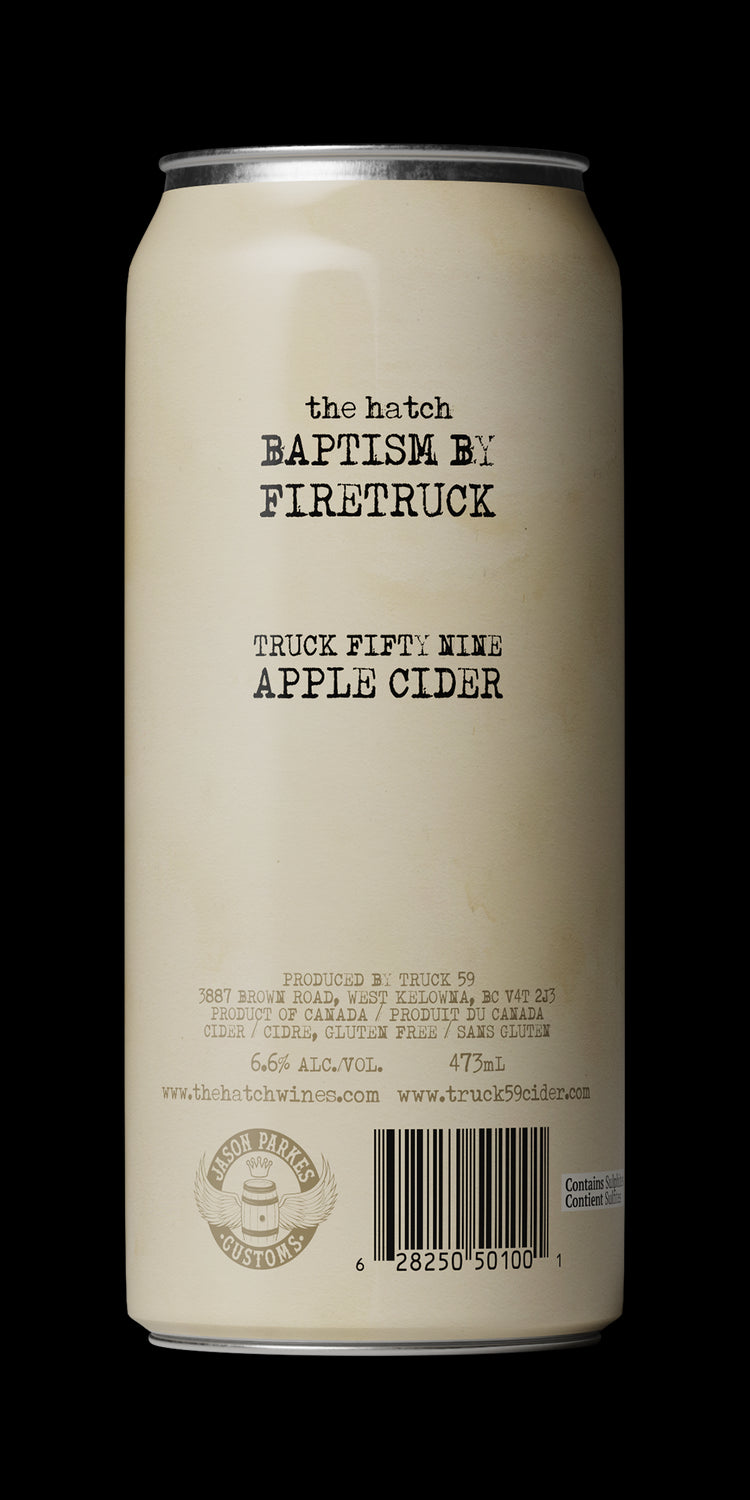 the hatch
BAPTISM BY
FIRETRUCK
TRUCK FIFTY NINE
APPLE CIDER
PRODUCED BY TRUCK 59
3887 BROWN ROAD, WEST KELOWNA, BC V4T 2J3
PRODUCT OF CANADA / PRODUIT DU CANADA
CIDER / CIDRE, GLUTEN FREE / SANS GLUTEN
6.6% ALC./VOL. 473mL
www.thehatchwines.com www.truck59cider.com
JASON PARKES
·CUSTOMS·
6 28250 50100 1
Contains
Contient Sulfites